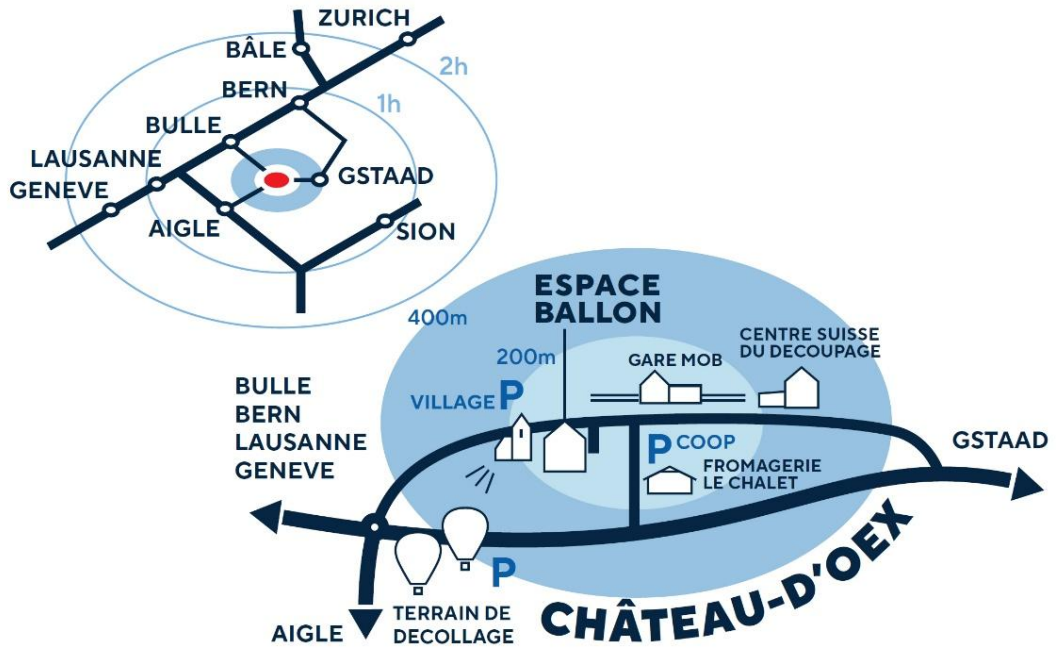 ZURICH
BÂLE
2h
BERN
1h
BULLE
LAUSANNE
GENEVE
GSTAAD
AIGLE
SION
ESPACE
BALLON
400m
200m
CENTRE SUISSE
DU DECOUPAGE
GARE MOB
VILLAGE P
BULLE
BERN
LAUSANNE
GENEVE
P COOP
GSTAAD
FROMAGERIE
LE CHALET
P
CHÂTEAU-D'OEX
TERRAIN DE
DECOLLAGE
AIGLE